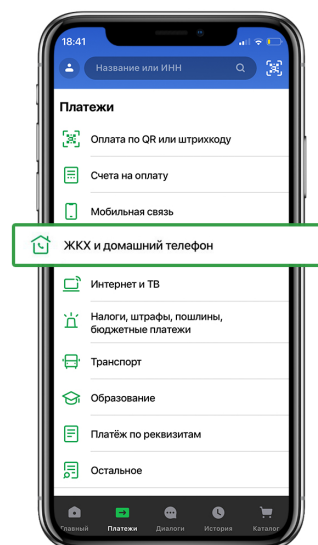 18:41
Название или ИНН
Платежи
Оплата по QR или штрихкоду
Счета на оплату
Мобильная связь
ЖКХ и домашний телефон
Интернет и ТВ
Налоги, штрафы, пошлины,
бюджетные платежи
Транспорт
Образование
Платёж по реквизитам
Остальное
Главный Платежи Диалоги История Каталог